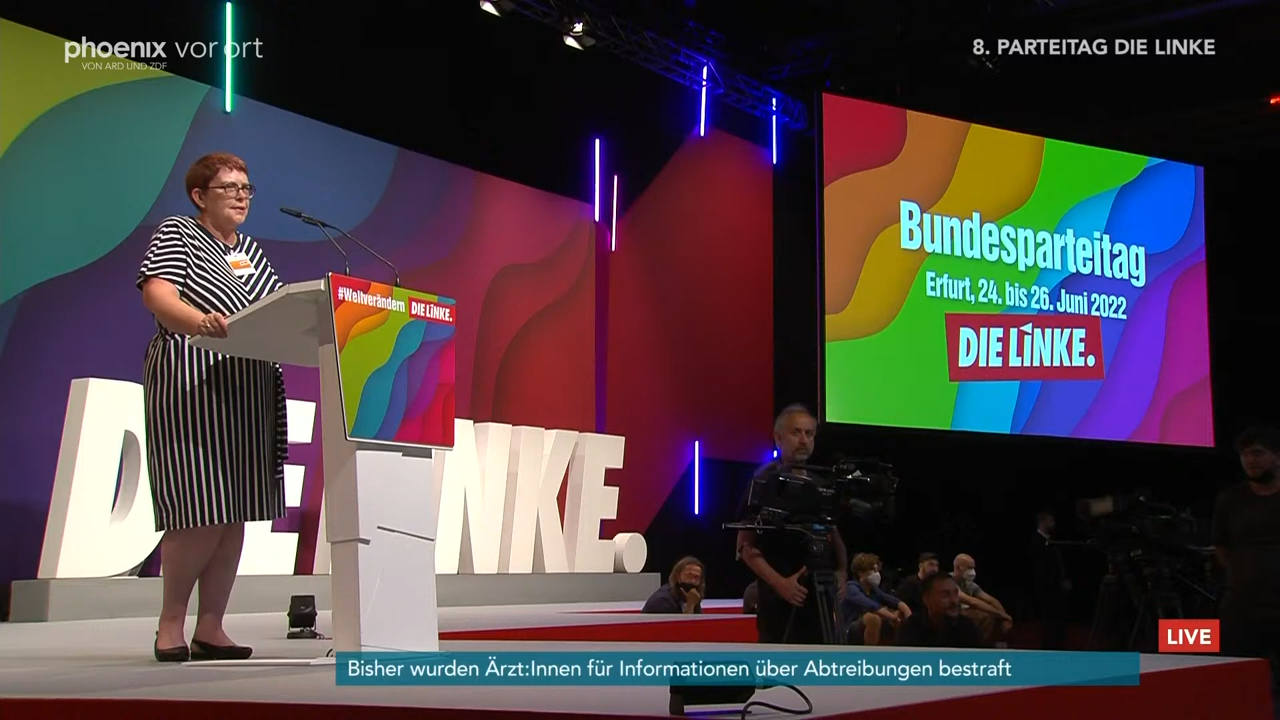 phoenix vor ort
VON ARD UND ZDF
8. PARTEITAG DIE LINKE
Bundesparteitag
Erfurt, 24. bis 26. Juni 2022
DIE LiNKE.
#Weltverändern DIE LiNKE.
DIE LINKE.
LIVE
Bisher wurden Ärzt:Innen für Informationen über Abtreibungen bestraft